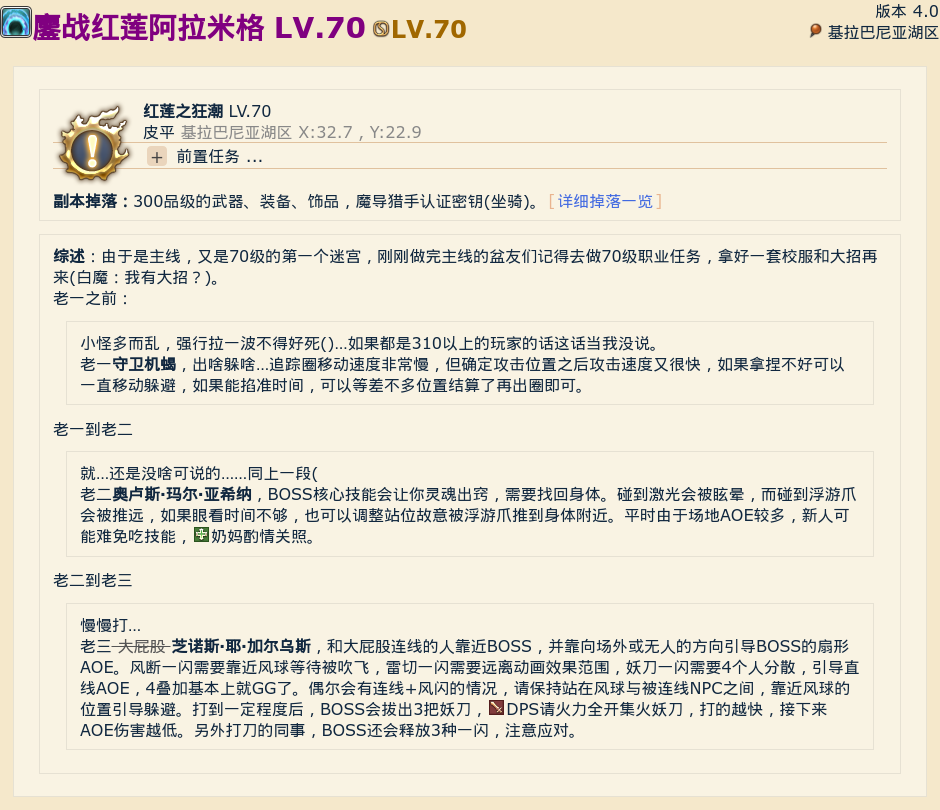 鏖战红莲阿拉米格 LV.70 LV.70
版本 4.0
基拉巴尼亚湖区
红莲之狂潮 LV.70
皮平 基拉巴尼亚湖区 X:32.7 , Y:22.9
+ 前置任务 ...
副本掉落：300品级的武器、装备、饰品，魔导猎手认证密钥(坐骑)。 [详细掉落一览]
综述：由于是主线，又是70级的第一个迷宫，刚刚做完主线的盆友们记得去做70级职业任务，拿好一套校服和大招再
来(白魔：我有大招？)。
老一之前：
小怪多而乱，强行拉一波不得好死()...如果都是310以上的玩家的话这话当我没说。
老一守卫机蝎，出啥躲啥...追踪圈移动速度非常慢，但确定攻击位置之后攻击速度又很快，如果拿捏不好可以
一直移动躲避，如果能掐准时间，可以等差不多位置结算了再出圈即可。
老一到老二
就...还是没啥可说的......同上一段(
老二奥卢斯·玛尔·亚希纳，BOSS核心技能会让你灵魂出窍，需要找回身体。碰到激光会被眩晕，而碰到浮游爪
会被推远，如果眼看时间不够，也可以调整站位故意被浮游爪推到身体附近。平时由于场地AOE较多，新人可
能难免吃技能，奶妈酌情关照。
老二到老三
慢慢打...
老三 大屁股 芝诺斯·耶·加尔乌斯，和大屁股连线的人靠近BOSS，并靠向场外或无人的方向引导BOSS的扇形
AOE。风断一闪需要靠近风球等待被吹飞，雷切一闪需要远离动画效果范围，妖刀一闪需要4个人分散，引导直
线AOE，4叠加基本上就GG了。偶尔会有连线+风闪的情况，请保持站在风球与被连线NPC之间，靠近风球的
位置引导躲避。打到一定程度后，BOSS会拔出3把妖刀，DPS请火力全开集火妖刀，打的越快，接下来
AOE伤害越低。另外打刀的同事，BOSS还会释放3种一闪，注意应对。